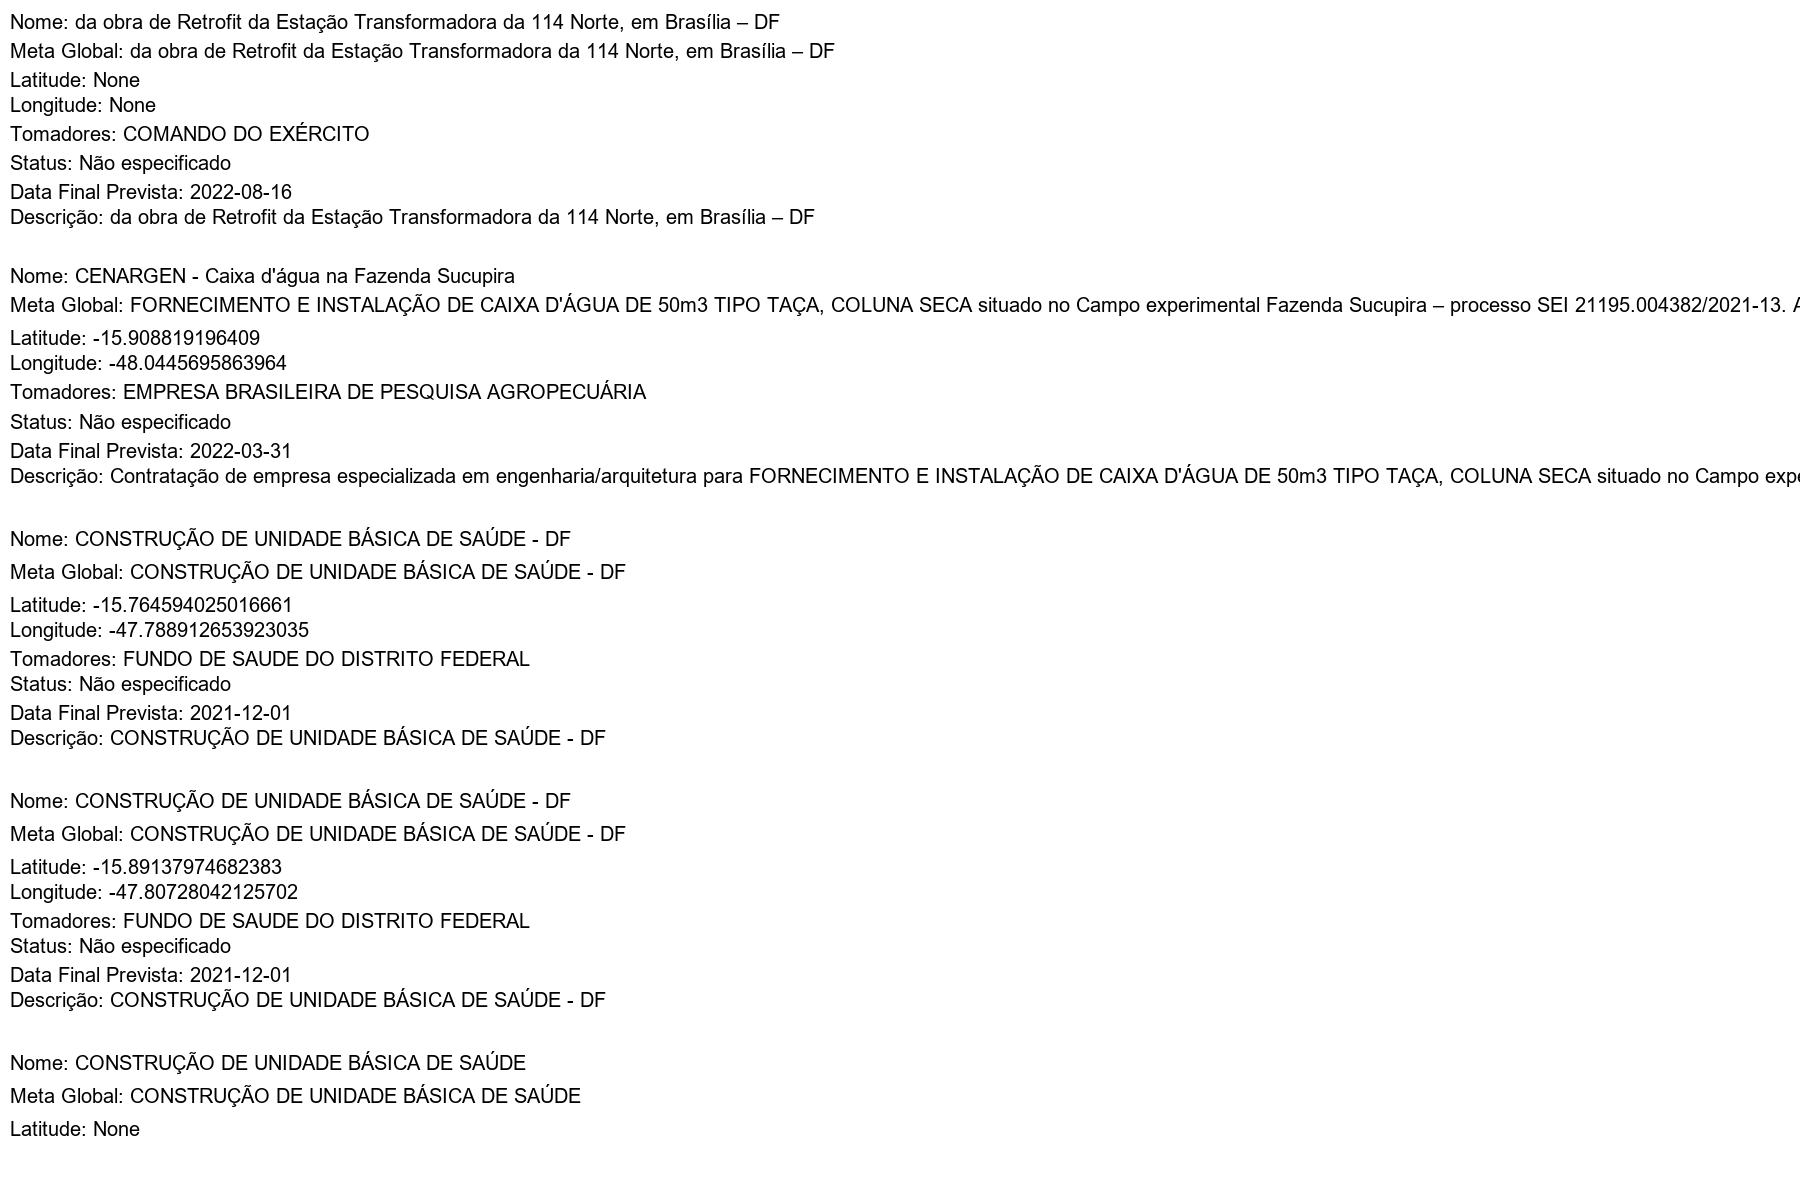 Nome: da obra de Retrofit da Estação Transformadora da 114 Norte, em Brasília – DF
Meta Global: da obra de Retrofit da Estação Transformadora da 114 Norte, em Brasília – DF
Latitude: None
Longitude: None
Tomadores: COMANDO DO EXÉRCITO
Status: Não especificado
Data Final Prevista: 2022-08-16
Descrição: da obra de Retrofit da Estação Transformadora da 114 Norte, em Brasília – DF
Nome: CENARGEN - Caixa d'água na Fazenda Sucupira
Meta Global: FORNECIMENTO E INSTALAÇÃO DE CAIXA D'ÁGUA DE 50m3 TIPO TAÇA, COLUNA SECA situado no Campo experimental Fazenda Sucupira – processo SEI 21195.004382/2021-13.
Latitude: -15.908819196409
Longitude: -48.0445695863964
Tomadores: EMPRESA BRASILEIRA DE PESQUISA AGROPECUÁRIA
Status: Não especificado
Data Final Prevista: 2022-03-31
Descrição: Contratação de empresa especializada em engenharia/arquitetura para FORNECIMENTO E INSTALAÇÃO DE CAIXA D'ÁGUA DE 50m3 TIPO TAÇA, COLUNA SECA situado no Campo
Nome: CONSTRUÇÃO DE UNIDADE BÁSICA DE SAÚDE - DF
Meta Global: CONSTRUÇÃO DE UNIDADE BÁSICA DE SAÚDE - DF
Latitude: -15.764594025016661
Longitude: -47.788912653923035
Tomadores: FUNDO DE SAUDE DO DISTRITO FEDERAL
Status: Não especificado
Data Final Prevista: 2021-12-01
Descrição: CONSTRUÇÃO DE UNIDADE BÁSICA DE SAÚDE - DF
Nome: CONSTRUÇÃO DE UNIDADE BÁSICA DE SAÚDE - DF
Meta Global: CONSTRUÇÃO DE UNIDADE BÁSICA DE SAÚDE - DF
Latitude: -15.89137974682383
Longitude: -47.80728042125702
Tomadores: FUNDO DE SAUDE DO DISTRITO FEDERAL
Status: Não especificado
Data Final Prevista: 2021-12-01
Descrição: CONSTRUÇÃO DE UNIDADE BÁSICA DE SAÚDE - DF
Nome: CONSTRUÇÃO DE UNIDADE BÁSICA DE SAÚDE
Meta Global: CONSTRUÇÃO DE UNIDADE BÁSICA DE SAÚDE
Latitude: None